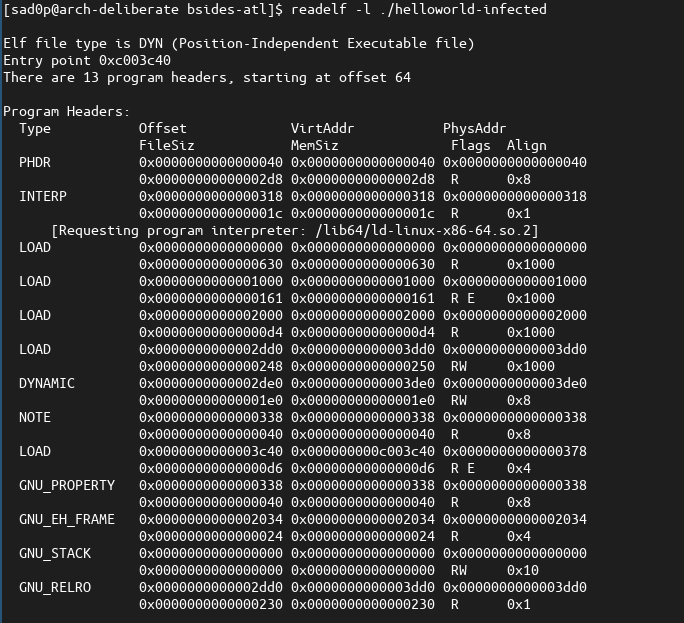 [sad0p@arch-deliberate bsides-atl]$ readelf -l ./helloworld-infected
Elf file type is DYN (Position-Independent Executable file)
Entry point 0xc003c40
There are 13 program headers, starting at offset 64
Program Headers:
  Type           Offset             VirtAddr           PhysAddr
                 FileSiz            MemSiz              Flags  Align
  PHDR           0x0000000000000040 0x0000000000000040 0x0000000000000040
                 0x00000000000002d8 0x00000000000002d8  R      0x8
  INTERP         0x0000000000000318 0x0000000000000318 0x0000000000000318
                 0x000000000000001c 0x000000000000001c  R      0x1
      [Requesting program interpreter: /lib64/ld-linux-x86-64.so.2]
  LOAD           0x0000000000000000 0x0000000000000000 0x0000000000000000
                 0x0000000000000630 0x0000000000000630  R      0x1000
  LOAD           0x0000000000001000 0x0000000000001000 0x0000000000001000
                 0x0000000000000161 0x0000000000000161  R E    0x1000
  LOAD           0x0000000000002000 0x0000000000002000 0x0000000000002000
                 0x00000000000000d4 0x00000000000000d4  R      0x1000
  LOAD           0x0000000000002dd0 0x0000000000003dd0 0x0000000000003dd0
                 0x0000000000000248 0x0000000000000250  RW     0x1000
  DYNAMIC        0x0000000000002de0 0x0000000000003de0 0x0000000000003de0
                 0x00000000000001e0 0x00000000000001e0  RW     0x8
  NOTE           0x0000000000000338 0x0000000000000338 0x0000000000000338
                 0x0000000000000040 0x0000000000000040  R      0x8
  LOAD           0x0000000000003c40 0x000000000c003c40 0x0000000000000378
                 0x00000000000000d6 0x00000000000000d6  R E    0x4
  GNU_PROPERTY   0x0000000000000338 0x0000000000000338 0x0000000000000338
                 0x0000000000000040 0x0000000000000040  R      0x8
  GNU_EH_FRAME   0x0000000000002034 0x0000000000002034 0x0000000000002034
                 0x0000000000000024 0x0000000000000024  R      0x4
  GNU_STACK      0x0000000000000000 0x0000000000000000 0x0000000000000000
                 0x0000000000000000 0x0000000000000000  RW     0x10
  GNU_RELRO      0x0000000000002dd0 0x0000000000003dd0 0x0000000000003dd0
                 0x0000000000000230 0x0000000000000230  R      0x1